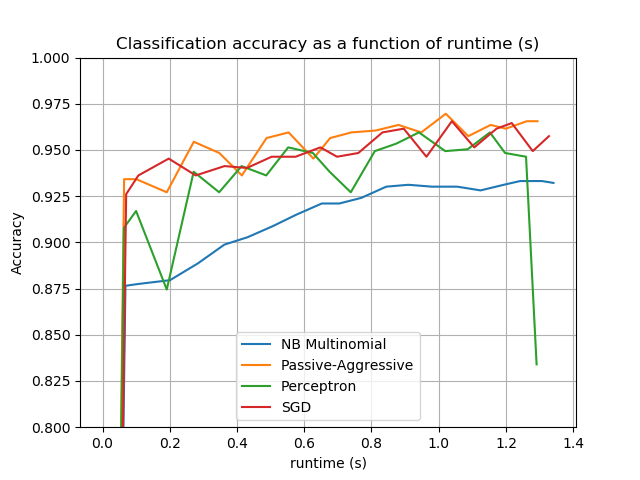 Classification accuracy as a function of runtime (s)
1.000
0.975
0.950
0.925
0.900
0.875
0.850
0.825
0.800
Accuracy
NB Multinomial
Passive-Aggressive
Perceptron
SGD
0.0 0.2 0.4 0.6 0.8 1.0 1.2 1.4
runtime (s)